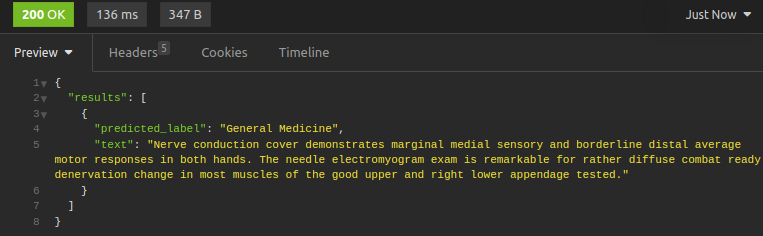 200 OK 136 ms 347 B Just Now
Preview Headers 5 Cookies Timeline
1 {
2 "results": [
3 {
4 "predicted_label": "General Medicine",
5 "text": "Nerve conduction cover demonstrates marginal medial sensory and borderline distal average
motor responses in both hands. The needle electromyogram exam is remarkable for rather diffuse combat ready
denervation change in most muscles of the good upper and right lower appendage tested."
6 }
7 ]
8 }